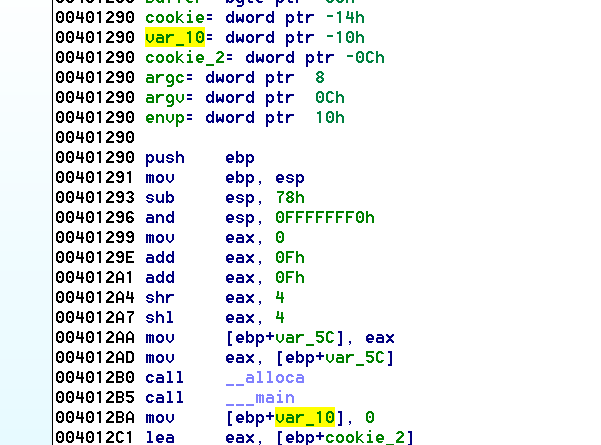 00401290 cookie= dword ptr -14h
00401290 var_10= dword ptr -10h
00401290 cookie_2= dword ptr -0Ch
00401290 argc= dword ptr  8
00401290 argv= dword ptr  0Ch
00401290 envp= dword ptr  10h
00401290
00401290 push    ebp
00401291 mov     ebp, esp
00401293 sub     esp, 78h
00401296 and     esp, 0FFFFFFF0h
00401299 mov     eax, 0
0040129E add     eax, 0Fh
004012A1 add     eax, 0Fh
004012A4 shr     eax, 4
004012A7 shl     eax, 4
004012AA mov     [ebp+var_5C], eax
004012AD mov     eax, [ebp+var_5C]
004012B0 call    __alloca
004012B5 call    ___main
004012BA mov     [ebp+var_10], 0
004012C1 lea     eax, [ebp+cookie_2]